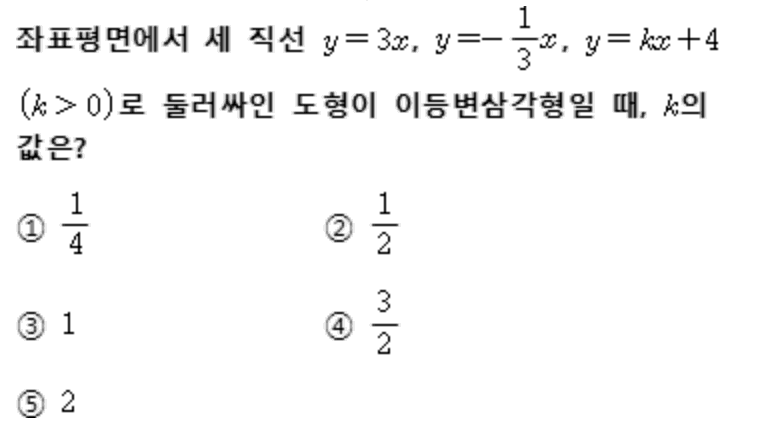 좌표평면에서 세 직선 y=3x, y=-1/3x, y=kx+4
(k>0)로 둘러싸인 도형이 이등변삼각형일 때, k의
값은?
① 1/4 ② 1/2
③ 1 ④ 3/2
⑤ 2